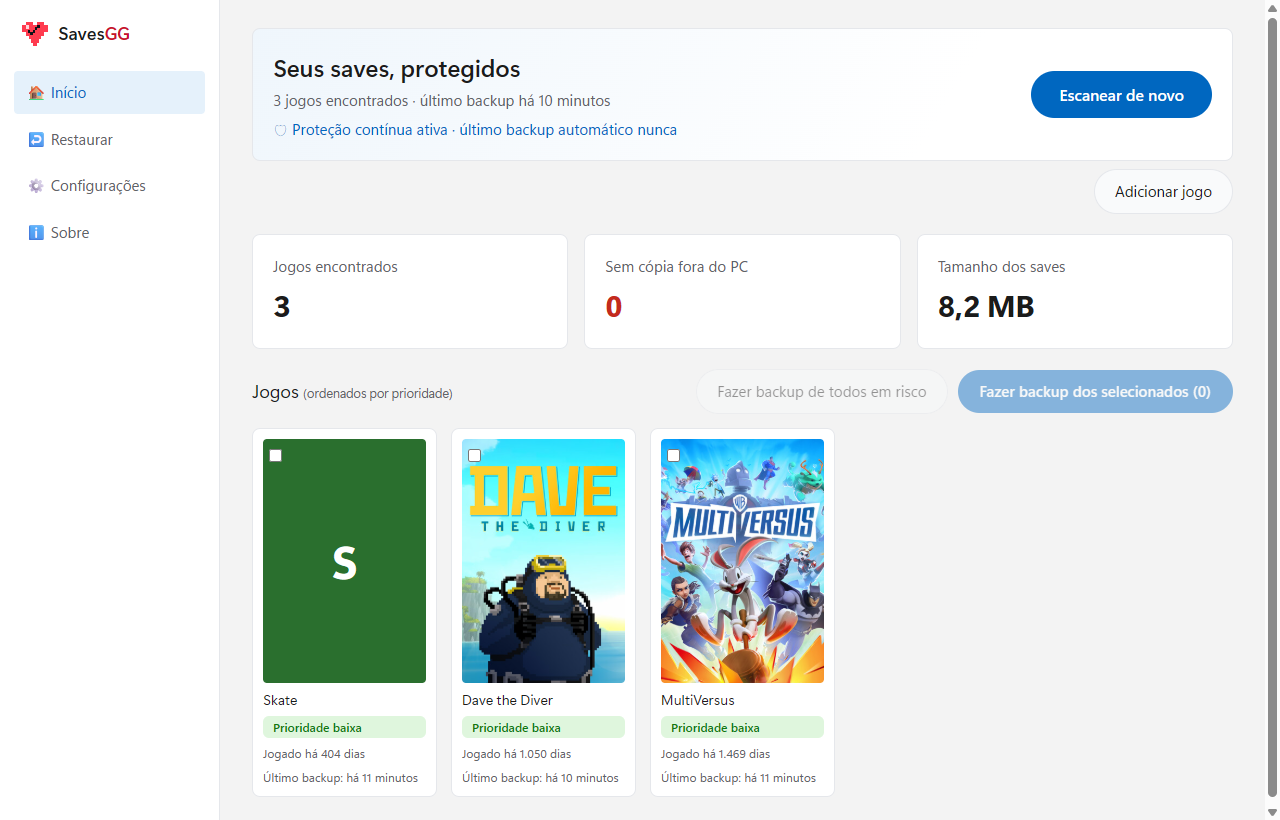 SavesGG
Início
Restaurar
Configurações
Sobre
Seus saves, protegidos
3 jogos encontrados · último backup há 10 minutos
Proteção contínua ativa · último backup automático nunca
Escanear de novo
Adicionar jogo
Jogos encontrados
3
Sem cópia fora do PC
0
Tamanho dos saves
8,2 MB
Jogos (ordenados por prioridade)
Fazer backup de todos em risco
Fazer backup dos selecionados (0)
S
Skate
Prioridade baixa
Jogado há 404 dias
Último backup: há 11 minutos
DAVE
THE DIVER
Dave the Diver
Prioridade baixa
Jogado há 1.050 dias
Último backup: há 10 minutos
WB
MULTIVERSUS
MultiVersus
Prioridade baixa
Jogado há 1.469 dias
Último backup: há 11 minutos